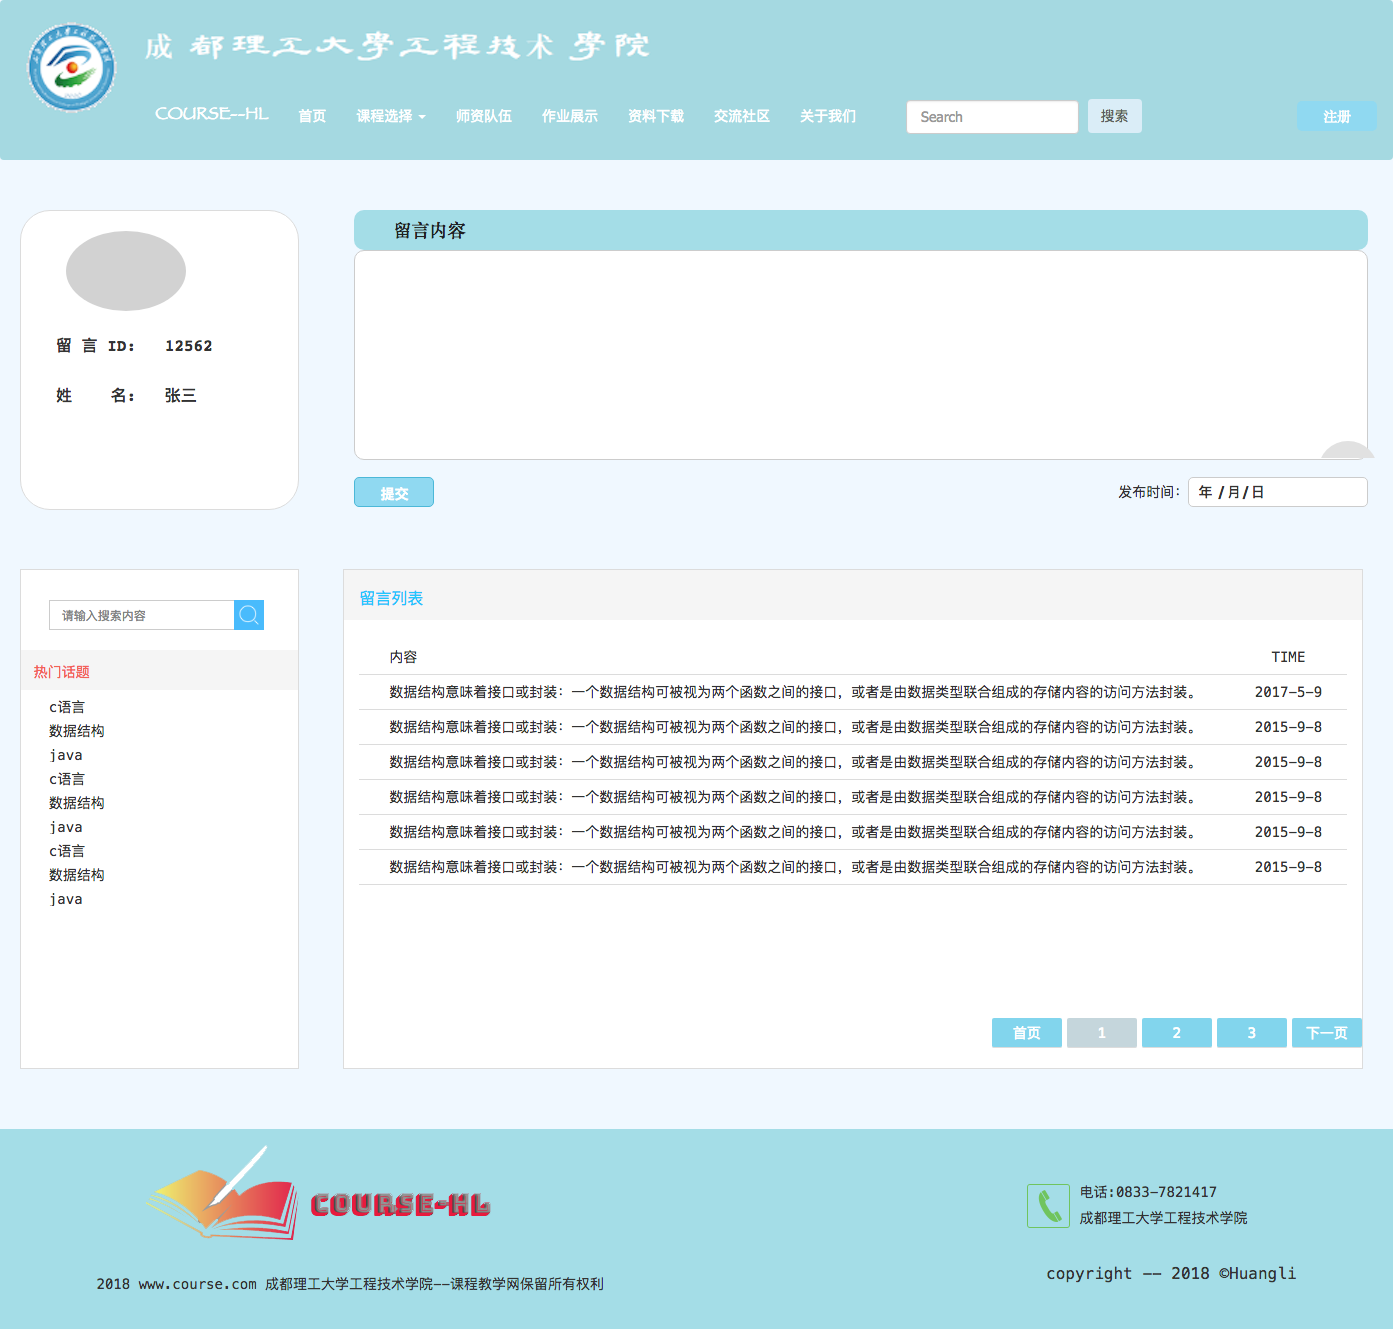 成都理工大學工程技术學院
COURSE--HL 首页 课程选择 师资队伍 作业展示 资料下载 交流社区 关于我们 Search 搜索 注册
留言内容
留 言 ID: 12562
姓 名: 张三
提交 发布时间: 年 /月/日
请输入搜索内容
热门话题
c语言
数据结构
java
c语言
数据结构
java
c语言
数据结构
java
留言列表
内容 TIME
数据结构意味着接口或封装：一个数据结构可被视为两个函数之间的接口，或者是由数据类型联合组成的存储内容的访问方法封装。 2017-5-9
数据结构意味着接口或封装：一个数据结构可被视为两个函数之间的接口，或者是由数据类型联合组成的存储内容的访问方法封装。 2015-9-8
数据结构意味着接口或封装：一个数据结构可被视为两个函数之间的接口，或者是由数据类型联合组成的存储内容的访问方法封装。 2015-9-8
数据结构意味着接口或封装：一个数据结构可被视为两个函数之间的接口，或者是由数据类型联合组成的存储内容的访问方法封装。 2015-9-8
数据结构意味着接口或封装：一个数据结构可被视为两个函数之间的接口，或者是由数据类型联合组成的存储内容的访问方法封装。 2015-9-8
数据结构意味着接口或封装：一个数据结构可被视为两个函数之间的接口，或者是由数据类型联合组成的存储内容的访问方法封装。 2015-9-8
首页 1 2 3 下一页
COURSE-HL
电话:0833-7821417
成都理工大学工程技术学院
2018 www.course.com 成都理工大学工程技术学院--课程教学网保留所有权利
copyright -- 2018 ©Huangli